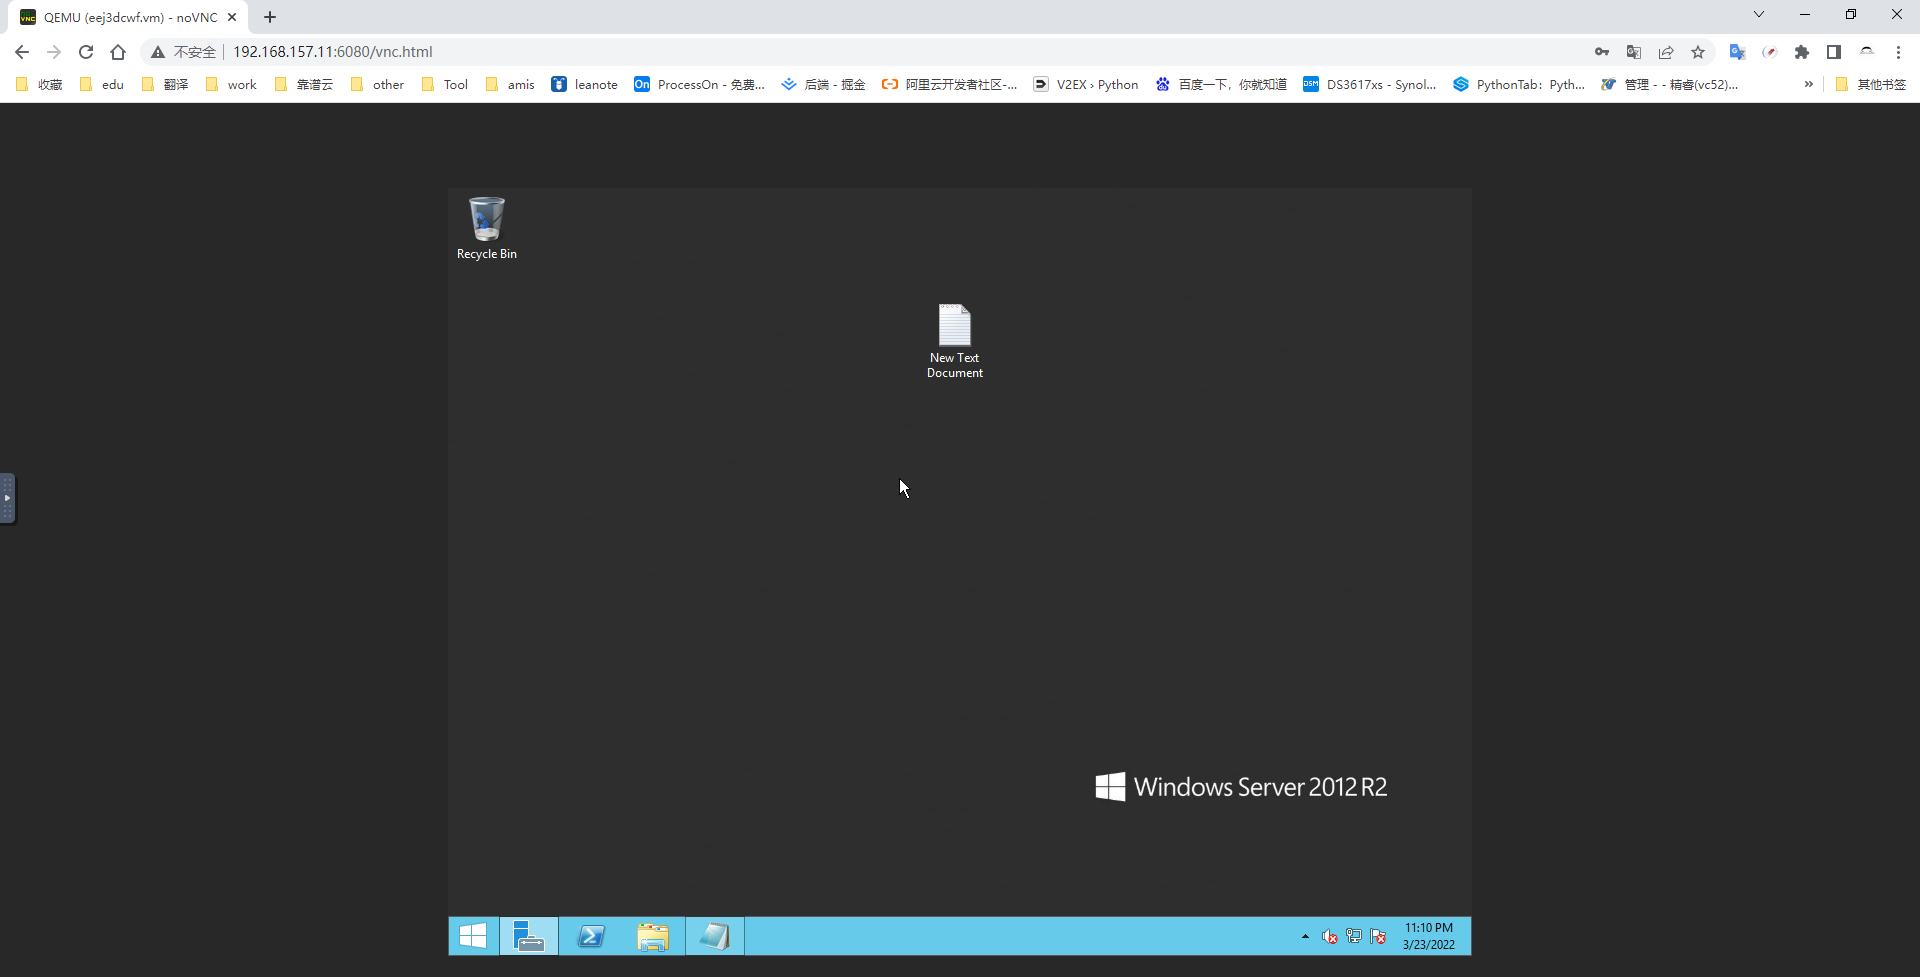 QEMU (eej3dcwf.vm) - noVNC
不安全
192.168.157.11:6080/vnc.html
收藏
edu
翻译
work
靠谱云
other
Tool
amis
leanote
ProcessOn - 免费...
后端 - 掘金
阿里云开发者社区-...
V2EX › Python
百度一下，你就知道
DS3617xs - Synol...
PythonTab：Pyth...
管理 - - 精睿(vc52)...
»
其他书签
Recycle Bin
New Text
Document
Windows Server 2012 R2
11:10 PM
3/23/2022